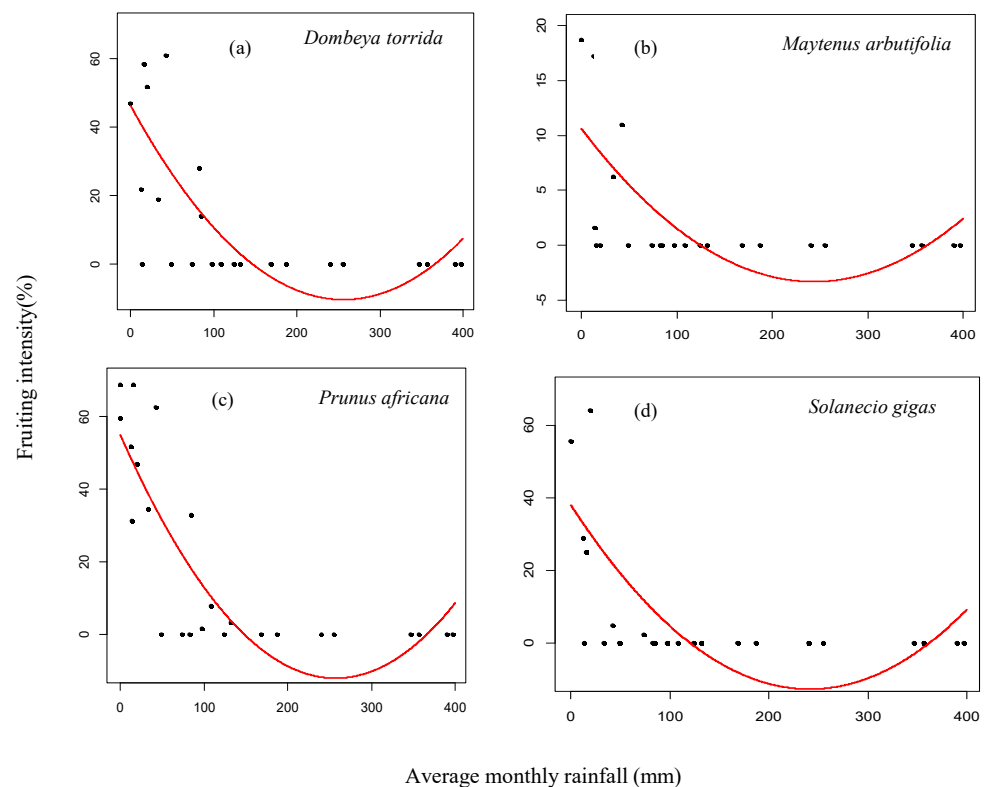 (a)
Dombeya torrida
60
40
20
0
0 100 200 300 400
(b)
Maytenus arbutifolia
20
15
10
5
0
-5
0 100 200 300 400
Fruiting intensity(%)
(c)
Prunus africana
60
40
20
0
0 100 200 300 400
(d)
Solanecio gigas
60
40
20
0
0 100 200 300 400
Average monthly rainfall (mm)